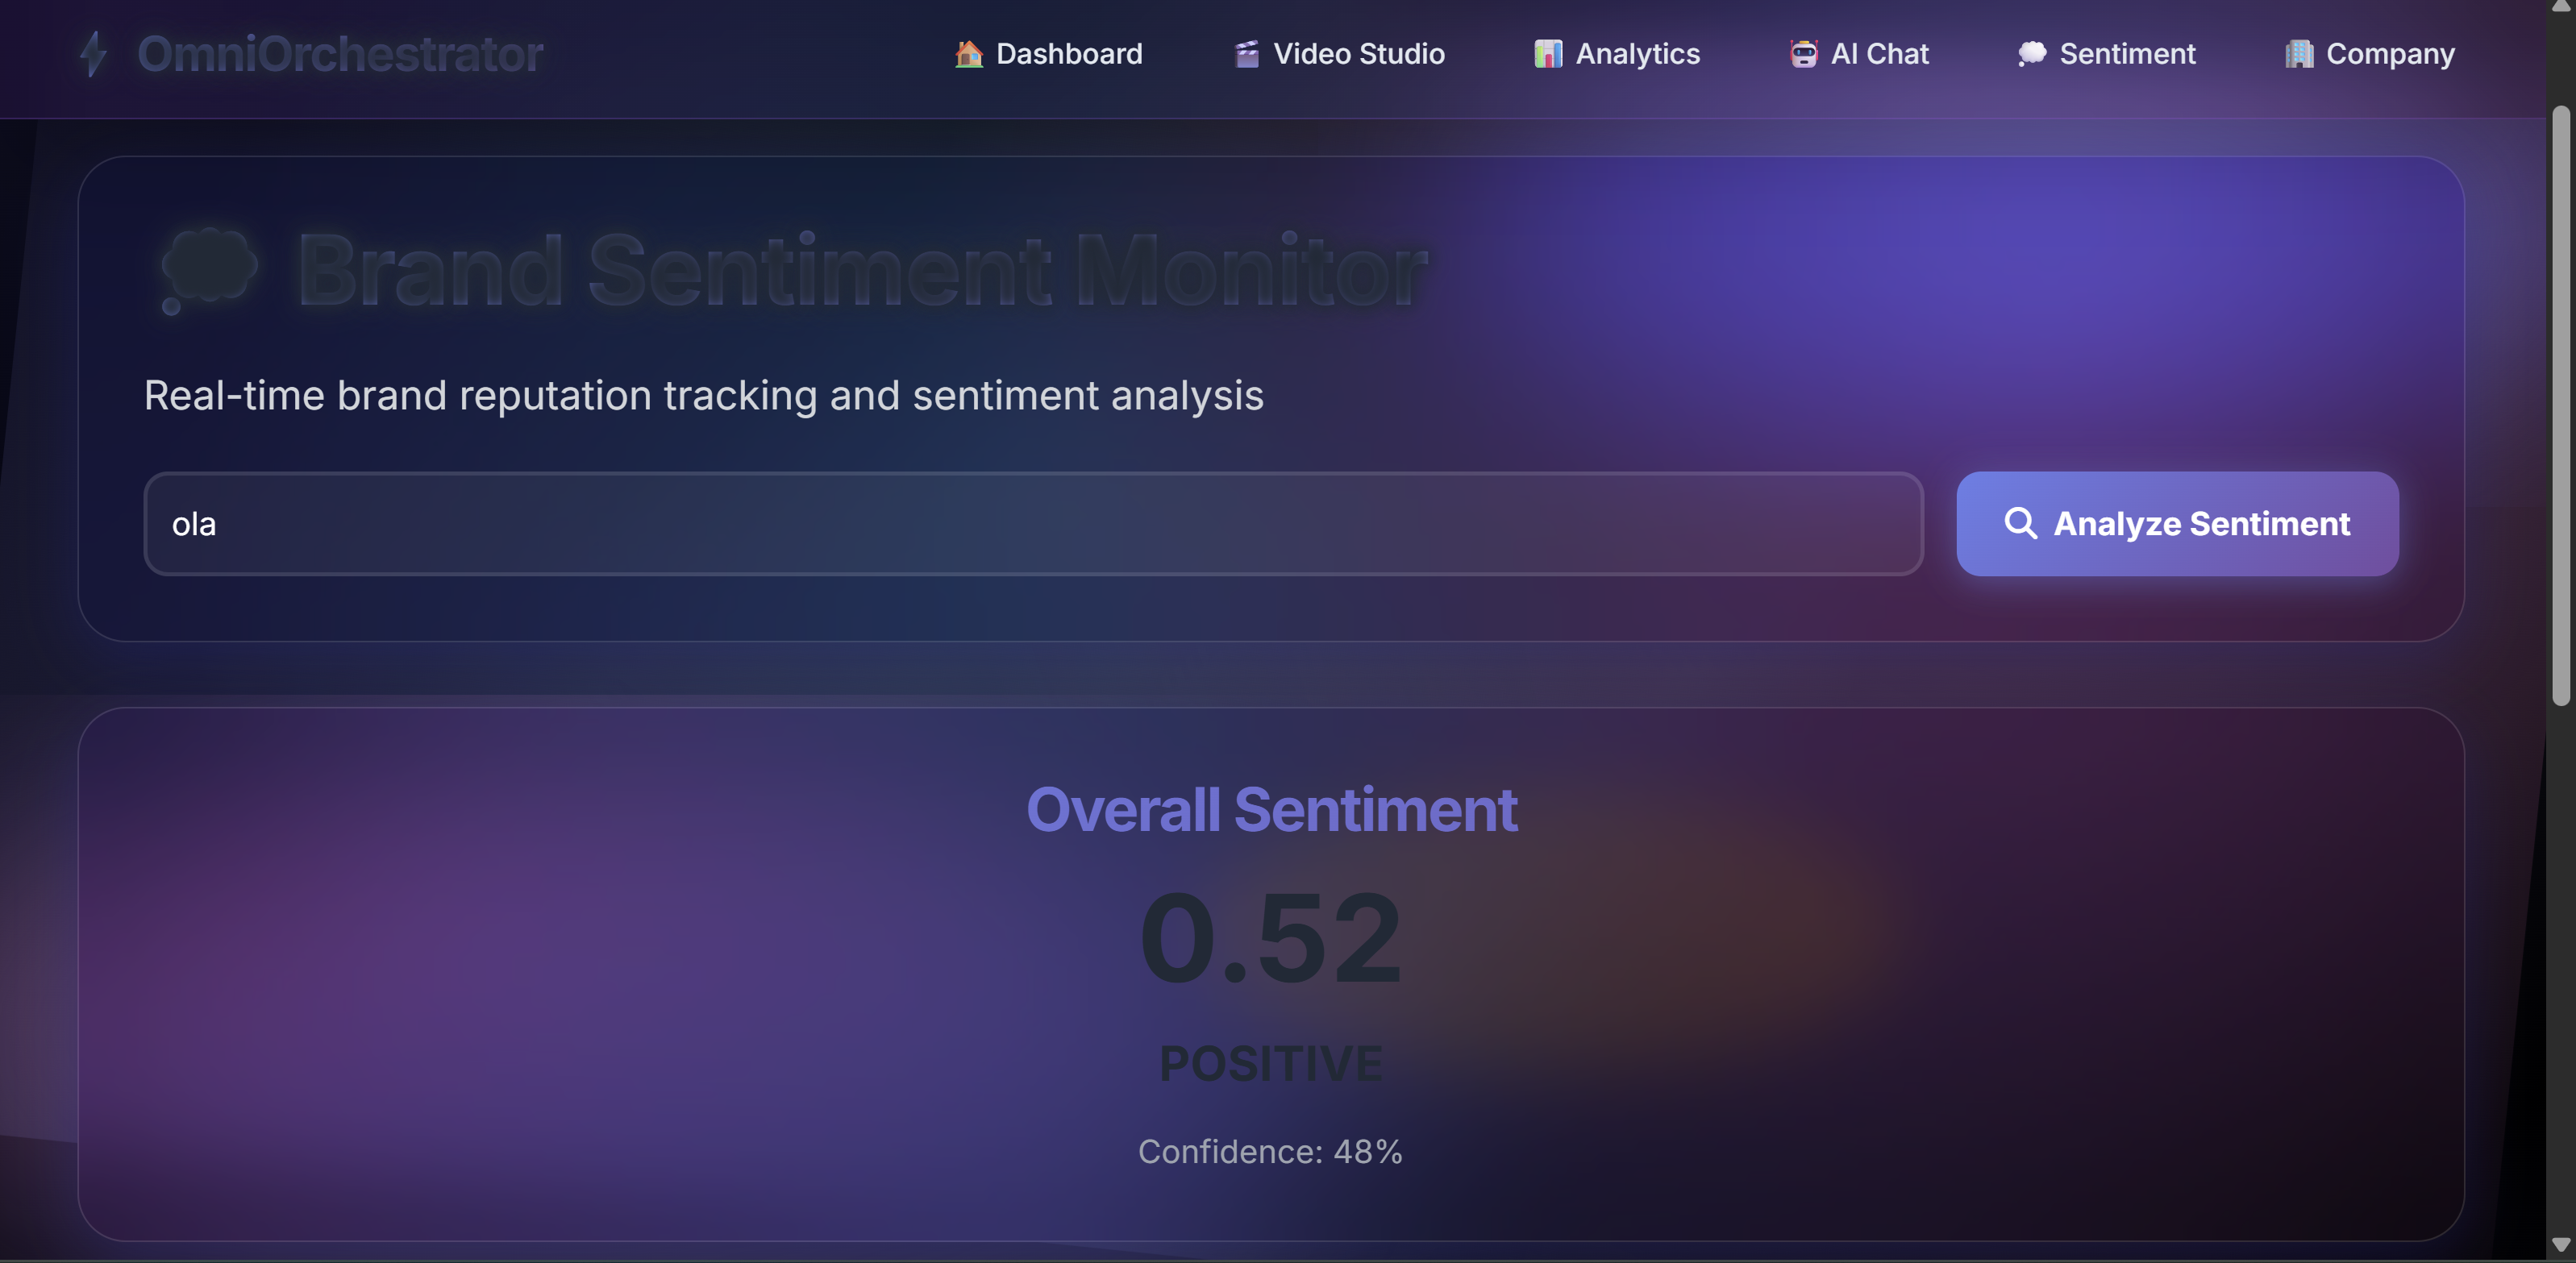 OmniOrchestrator
Dashboard
Video Studio
Analytics
AI Chat
Sentiment
Company
Brand Sentiment Monitor
Real-time brand reputation tracking and sentiment analysis
ola
Analyze Sentiment
Overall Sentiment
0.52
POSITIVE
Confidence: 48%